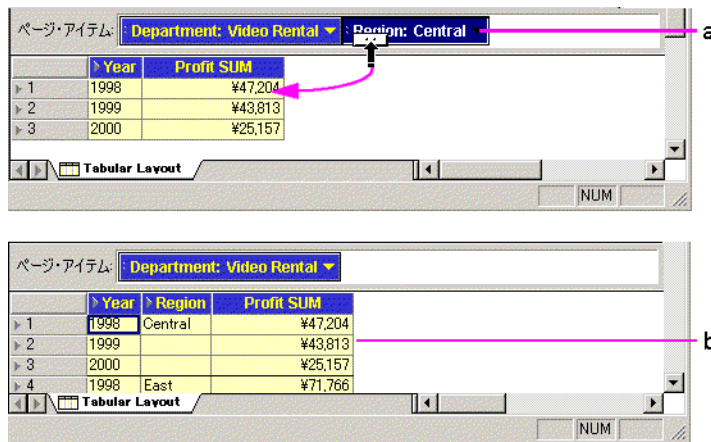 ページ・アイテム: Department: Video Rental Region: Central a
Year Profit SUM
1 1998 ¥47,204
2 1999 ¥43,813
3 2000 ¥25,157
Tabular Layout
NUM
ページ・アイテム: Department: Video Rental
Year Region Profit SUM
1 1998 Central ¥47,204
2 1999 ¥43,813 b
3 2000 ¥25,157
4 1998 East ¥71,766
Tabular Layout
NUM